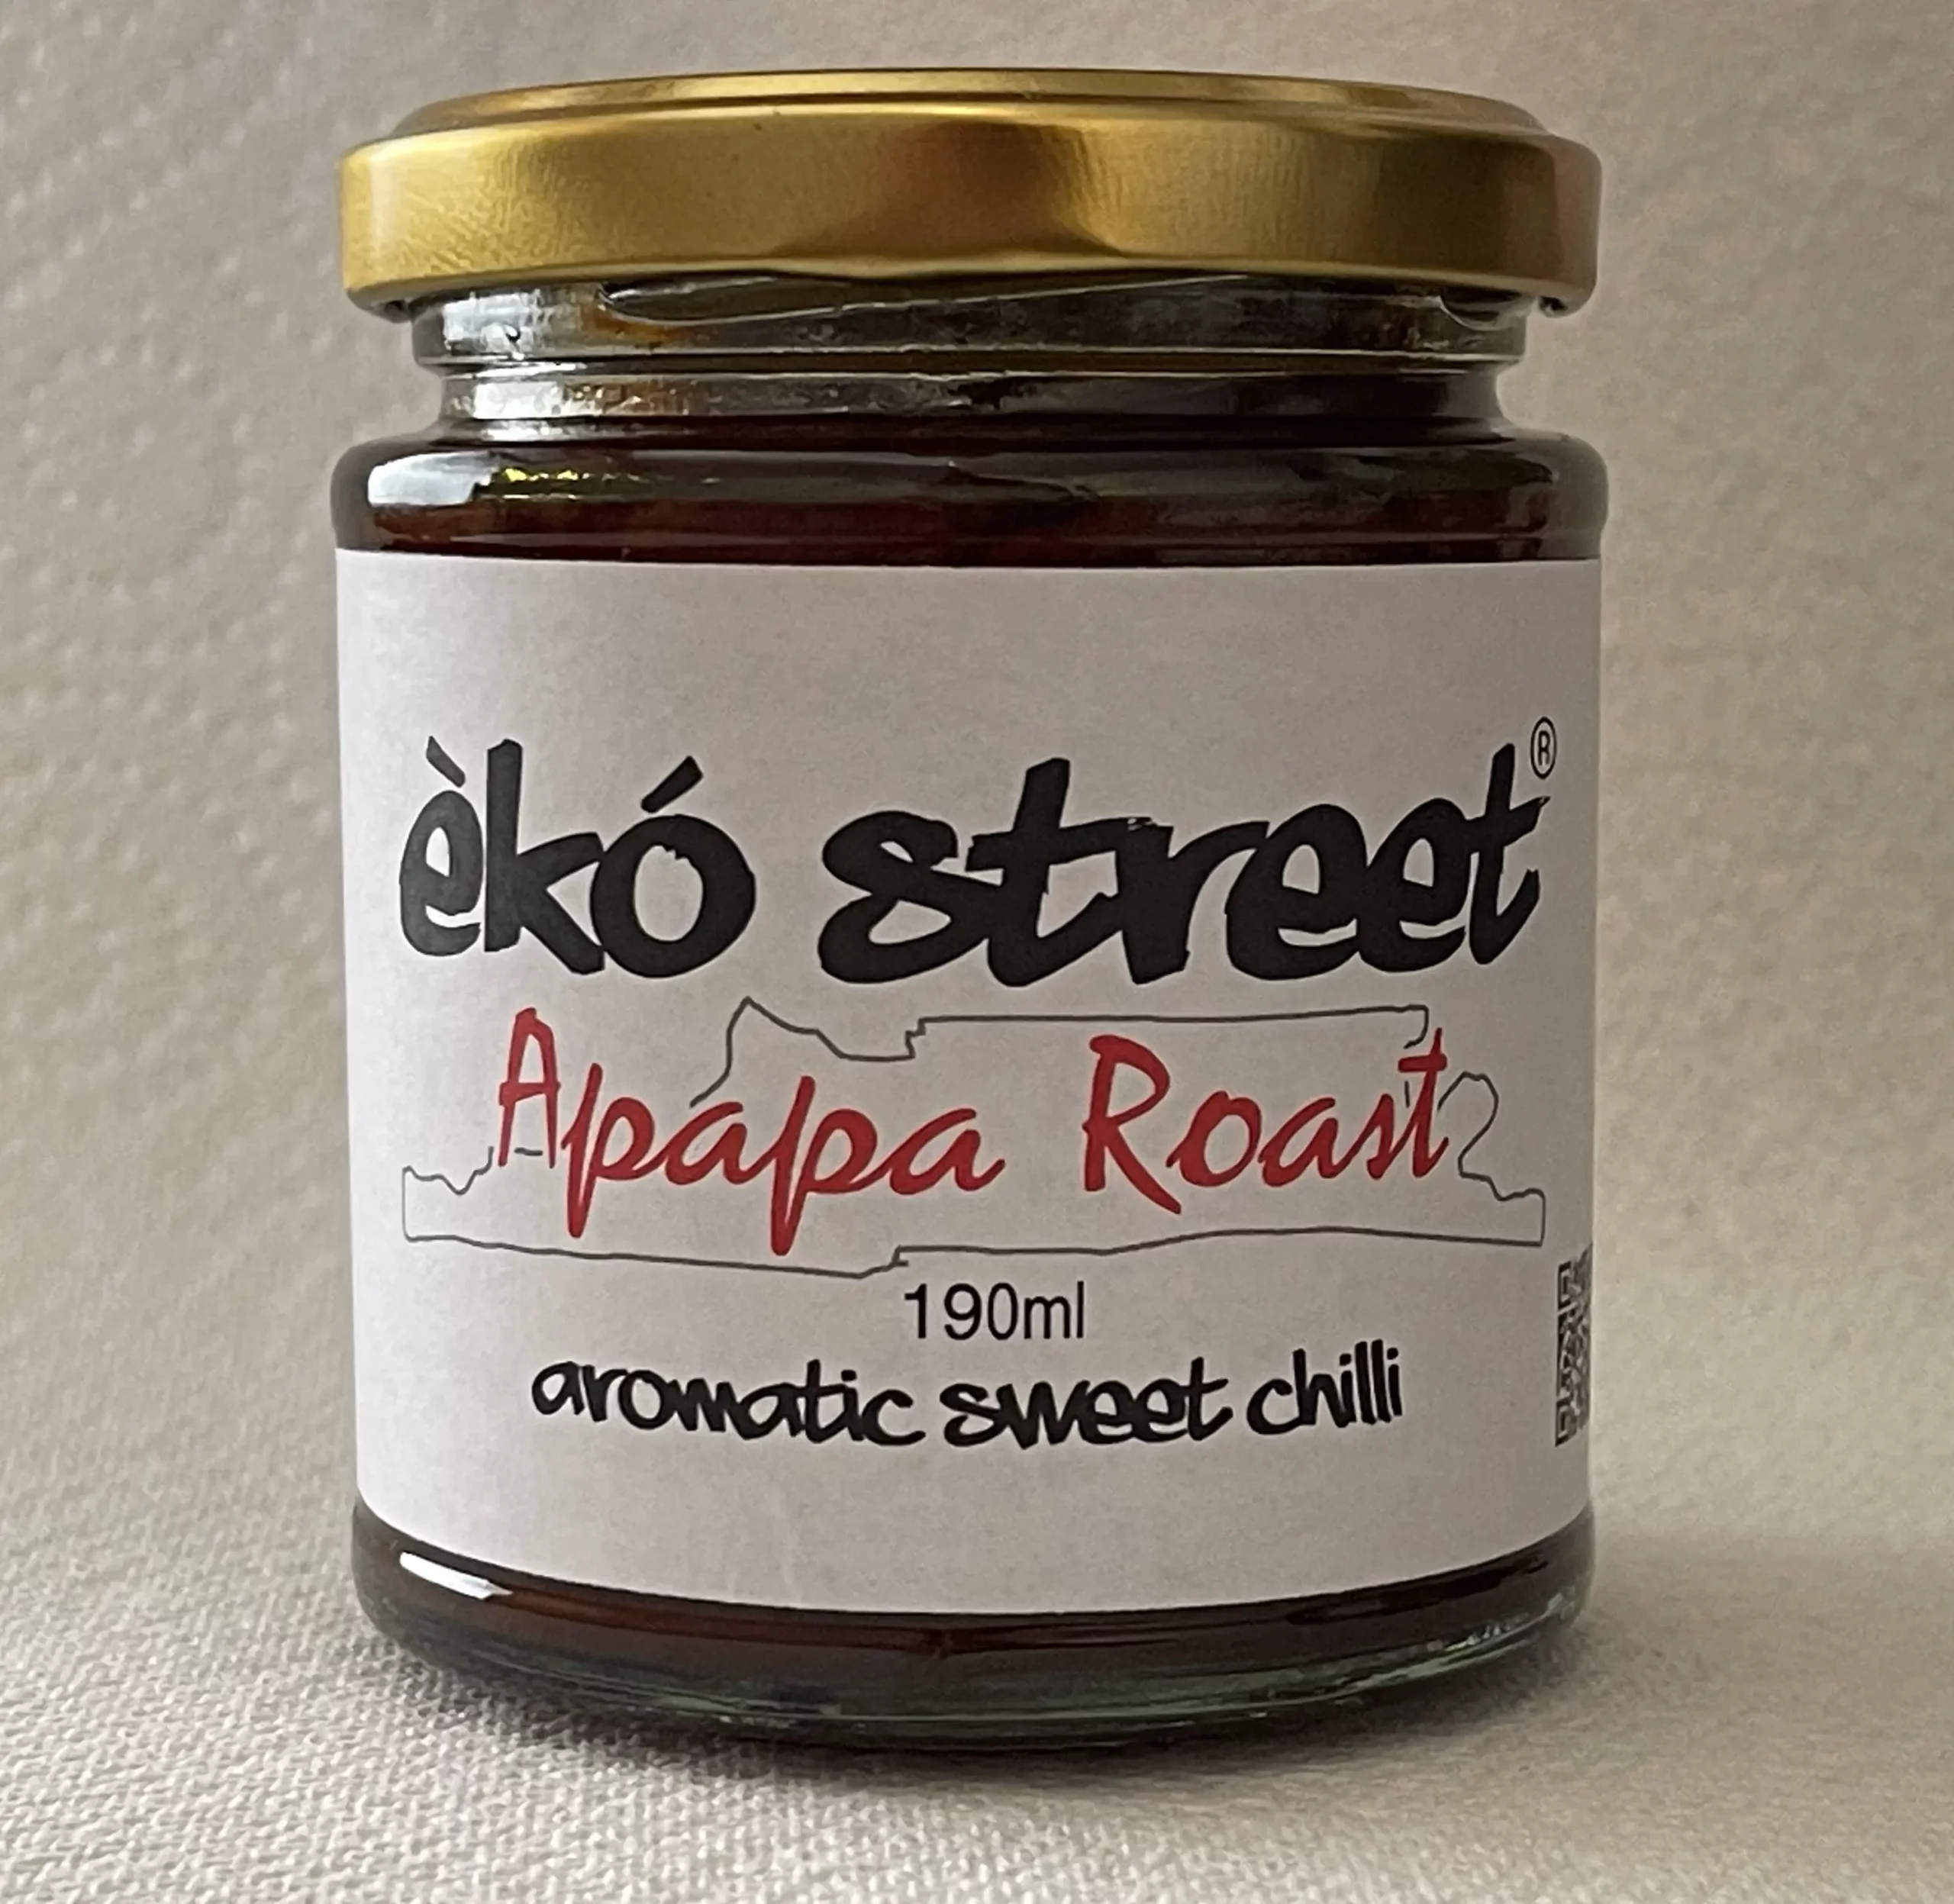 èkó street®
Apapa Roast
190ml
aromatic sweet chilli